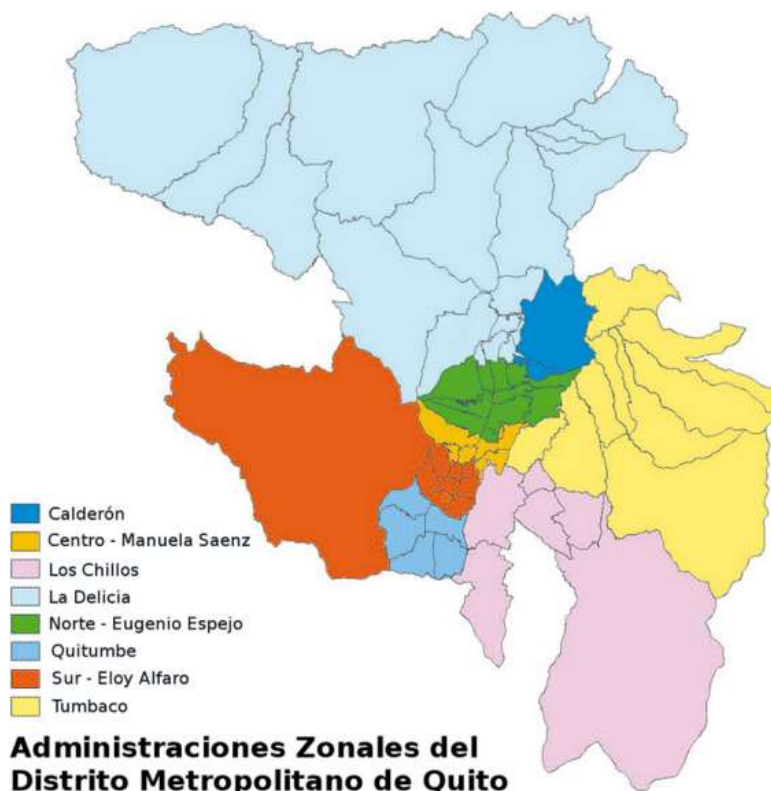 Calderón
Centro - Manuela Saenz
Los Chillos
La Delicia
Norte - Eugenio Espejo
Quitumbe
Sur - Eloy Alfaro
Tumbaco
Administraciones Zonales del
Distrito Metropolitano de Quito